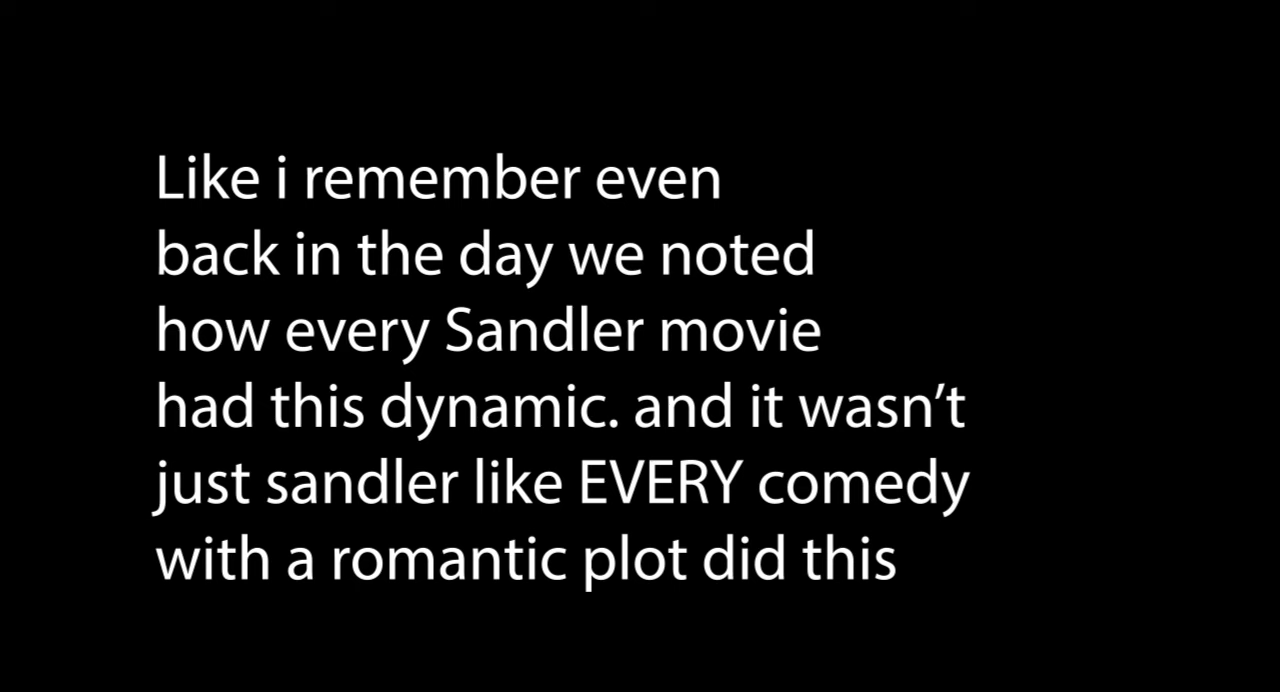 Like i remember even
back in the day we noted
how every Sandler movie
had this dynamic. and it wasn’t
just sandler like EVERY comedy
with a romantic plot did this